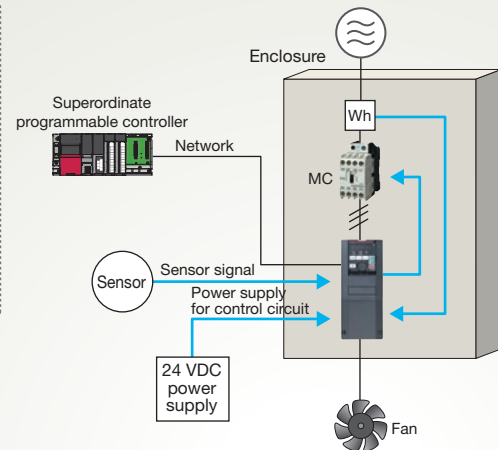 Enclosure
Superordinate
programmable controller
Wh
Network
MC
Sensor
Sensor signal
Power supply
for control circuit
24 VDC
power
supply
Fan